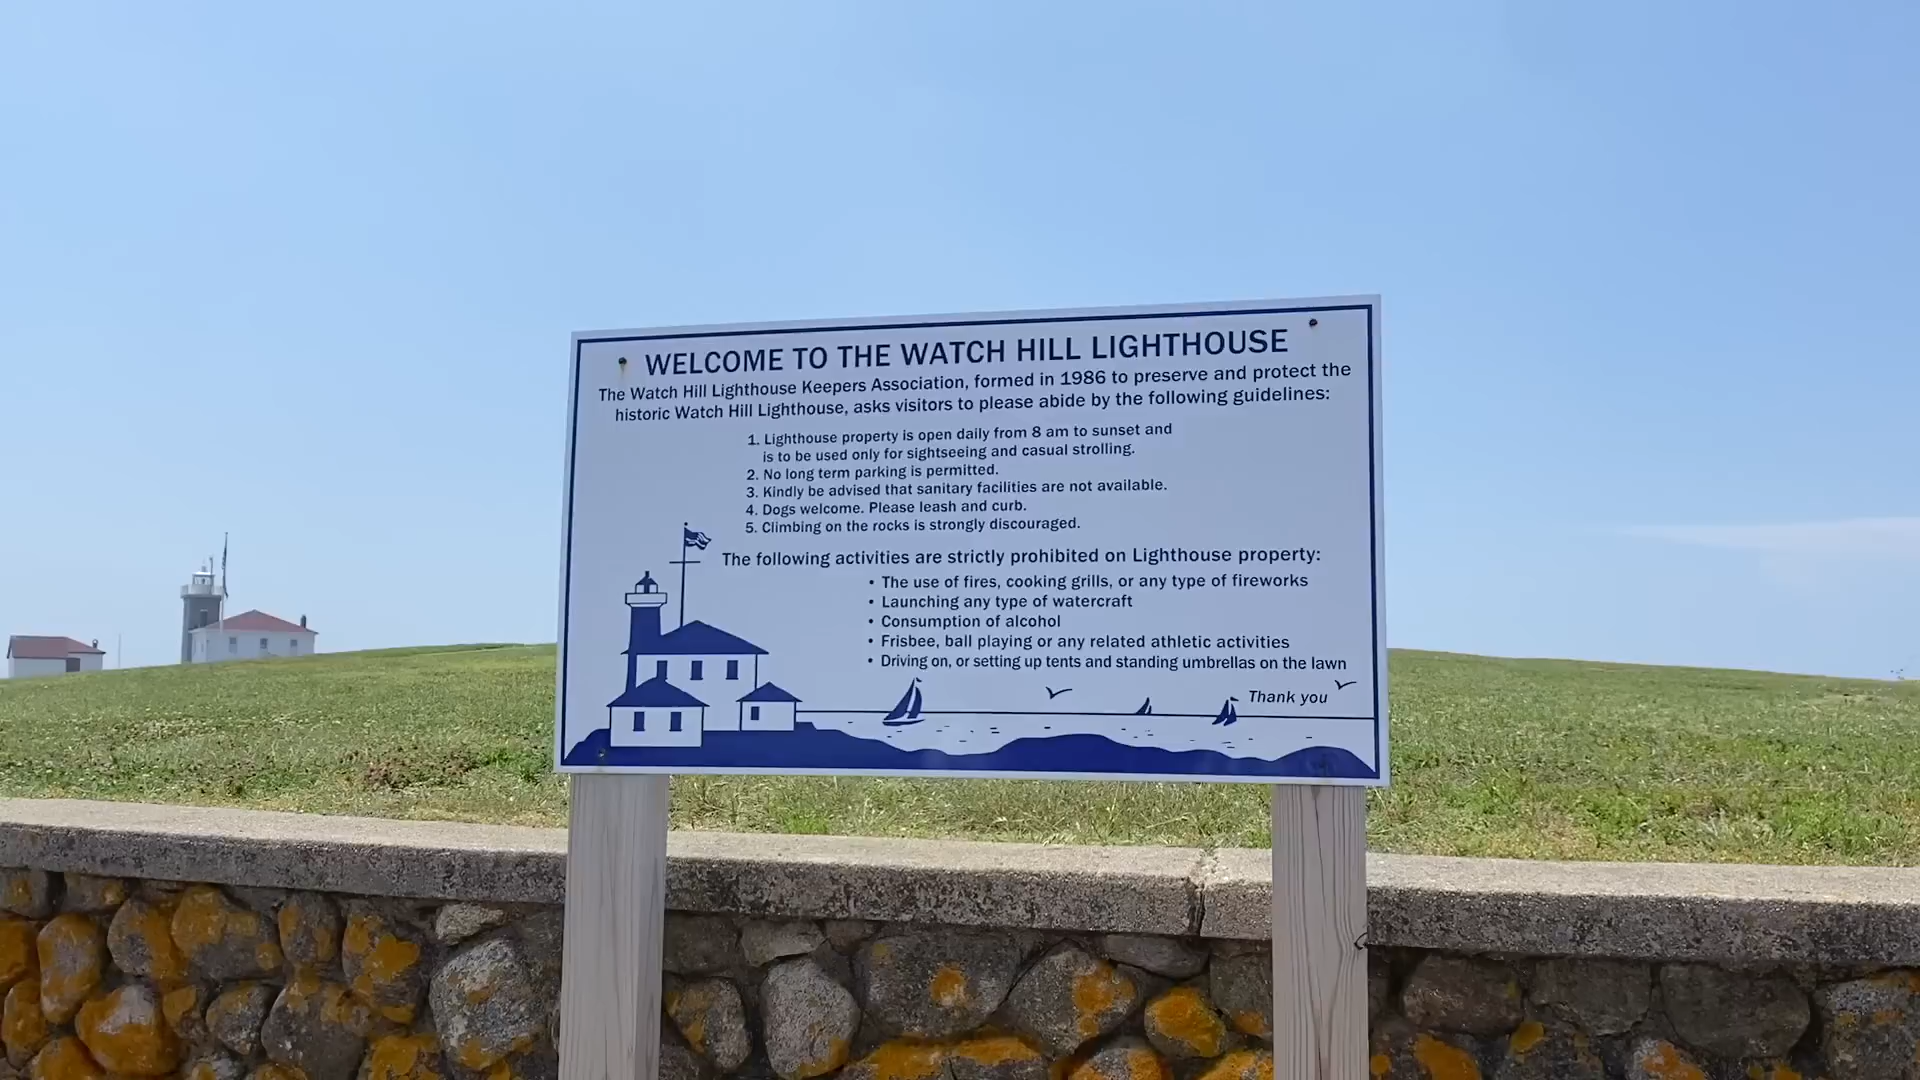 WELCOME TO THE WATCH HILL LIGHTHOUSE
The Watch Hill Lighthouse Keepers Association, formed in 1986 to preserve and protect the
historic Watch Hill Lighthouse, asks visitors to please abide by the following guidelines:
1. Lighthouse property is open daily from 8 am to sunset and
is to be used only for sightseeing and casual strolling.
2. No long term parking is permitted.
3. Kindly be advised that sanitary facilities are not available.
4. Dogs welcome. Please leash and curb.
5. Climbing on the rocks is strongly discouraged.
The following activities are strictly prohibited on Lighthouse property:
• The use of fires, cooking grills, or any type of fireworks
• Launching any type of watercraft
• Consumption of alcohol
• Frisbee, ball playing or any related athletic activities
• Driving on, or setting up tents and standing umbrellas on the lawn
Thank you